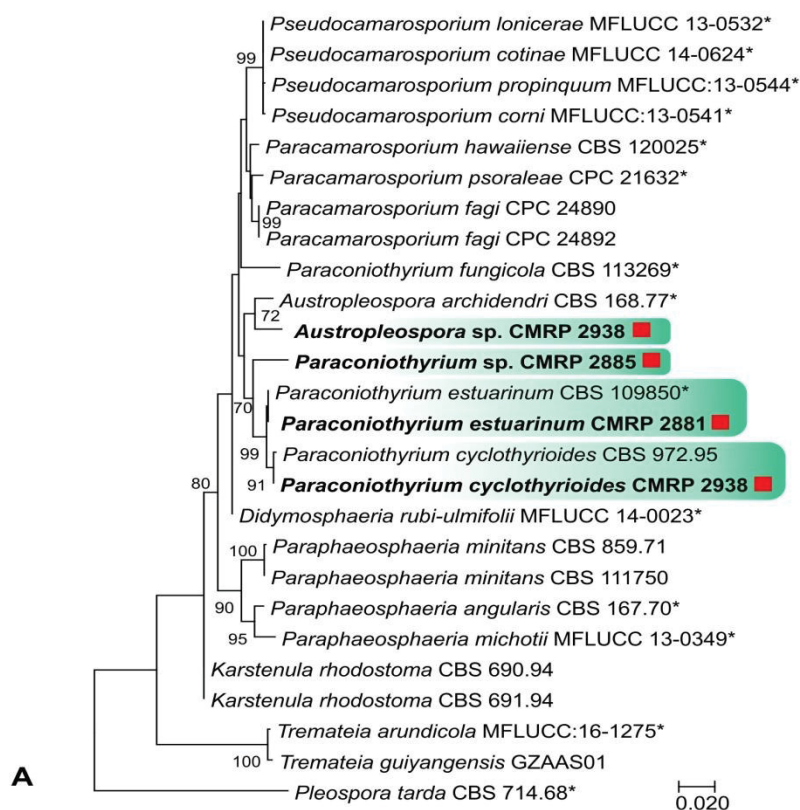 Pseudocamarosporium lonicerae MFLUCC 13-0532*
Pseudocamarosporium cotinae MFLUCC 14-0624*
99
Pseudocamarosporium propinquum MFLUCC:13-0544*
Pseudocamarosporium corni MFLUCC:13-0541*
Paracamarosporium hawaiiense CBS 120025*
Paracamarosporium psoraleae CPC 21632*
Paracamarosporium fagi CPC 24890
99
Paracamarosporium fagi CPC 24892
Paraconiothyrium fungicola CBS 113269*
Austropleospora archidendri CBS 168.77*
72
Austropleospora sp. CMRP 2938
Paraconiothyrium sp. CMRP 2885
Paraconiothyrium estuarinum CBS 109850*
70
Paraconiothyrium estuarinum CMRP 2881
99
Paraconiothyrium cyclothyrioides CBS 972.95
80
91
Paraconiothyrium cyclothyrioides CMRP 2938
Didymosphaeria rubi-ulmifolii MFLUCC 14-0023*
100
Paraphaeosphaeria minitans CBS 859.71
Paraphaeosphaeria minitans CBS 111750
90
Paraphaeosphaeria angularis CBS 167.70*
95
Paraphaeosphaeria michotii MFLUCC 13-0349*
Karstenula rhodostoma CBS 690.94
Karstenula rhodostoma CBS 691.94
Tremateia arundicola MFLUCC:16-1275*
100
Tremateia guiyangensis GZAAS01
A
Pleospora tarda CBS 714.68*
0.020